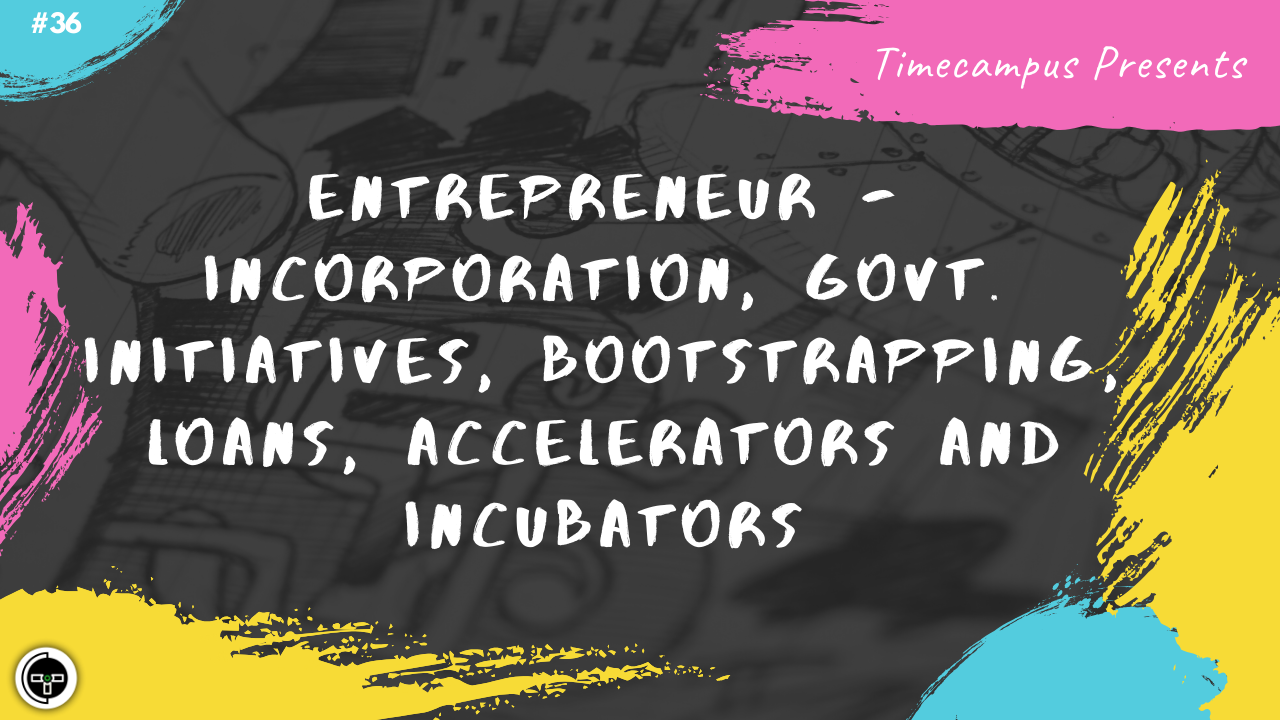 #36
Timecampus Presents
ENTREPRENEUR -
INCORPORATION, GOVT.
INITIATIVES, BOOTSTRAPPING,
LOANS, ACCELERATORS AND
INCUBATORS